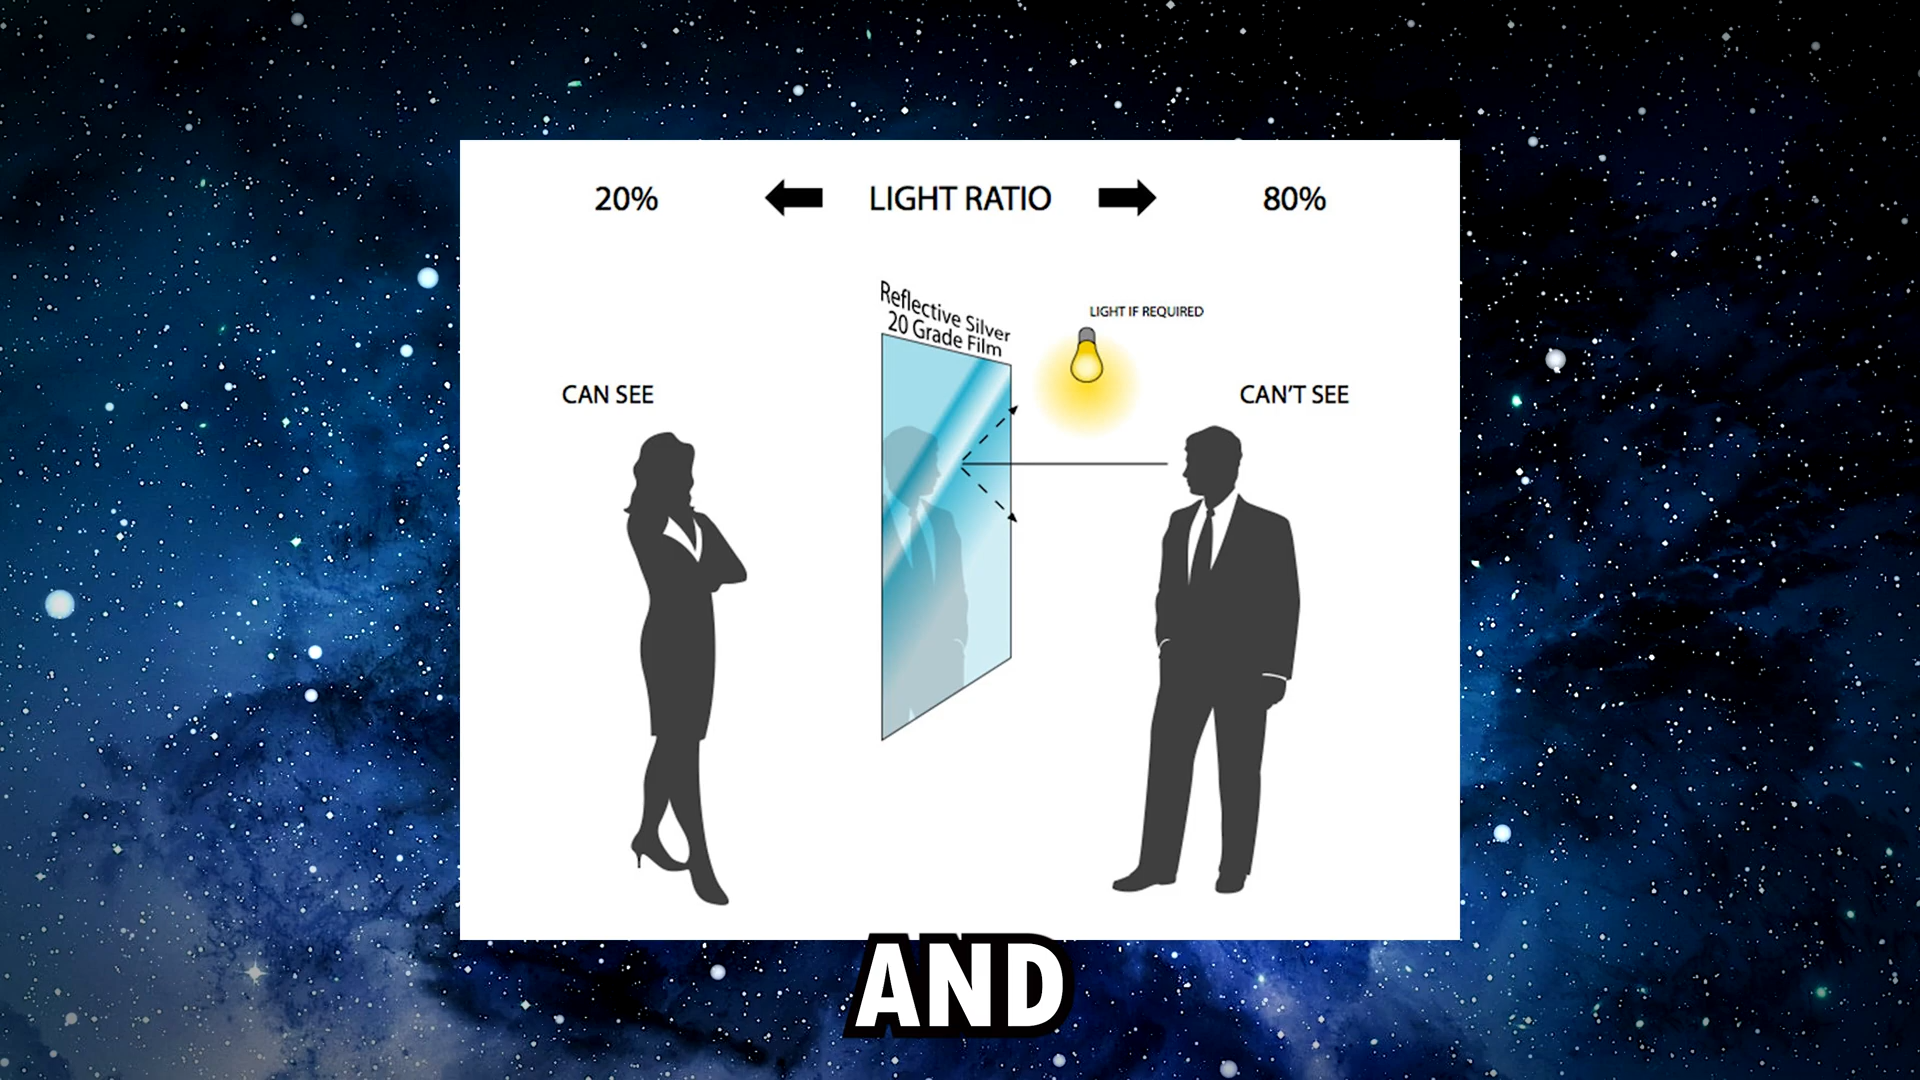 20%
LIGHT RATIO
80%
Reflective Silver
20 Grade Film
LIGHT IF REQUIRED
CAN SEE
CAN'T SEE
AND